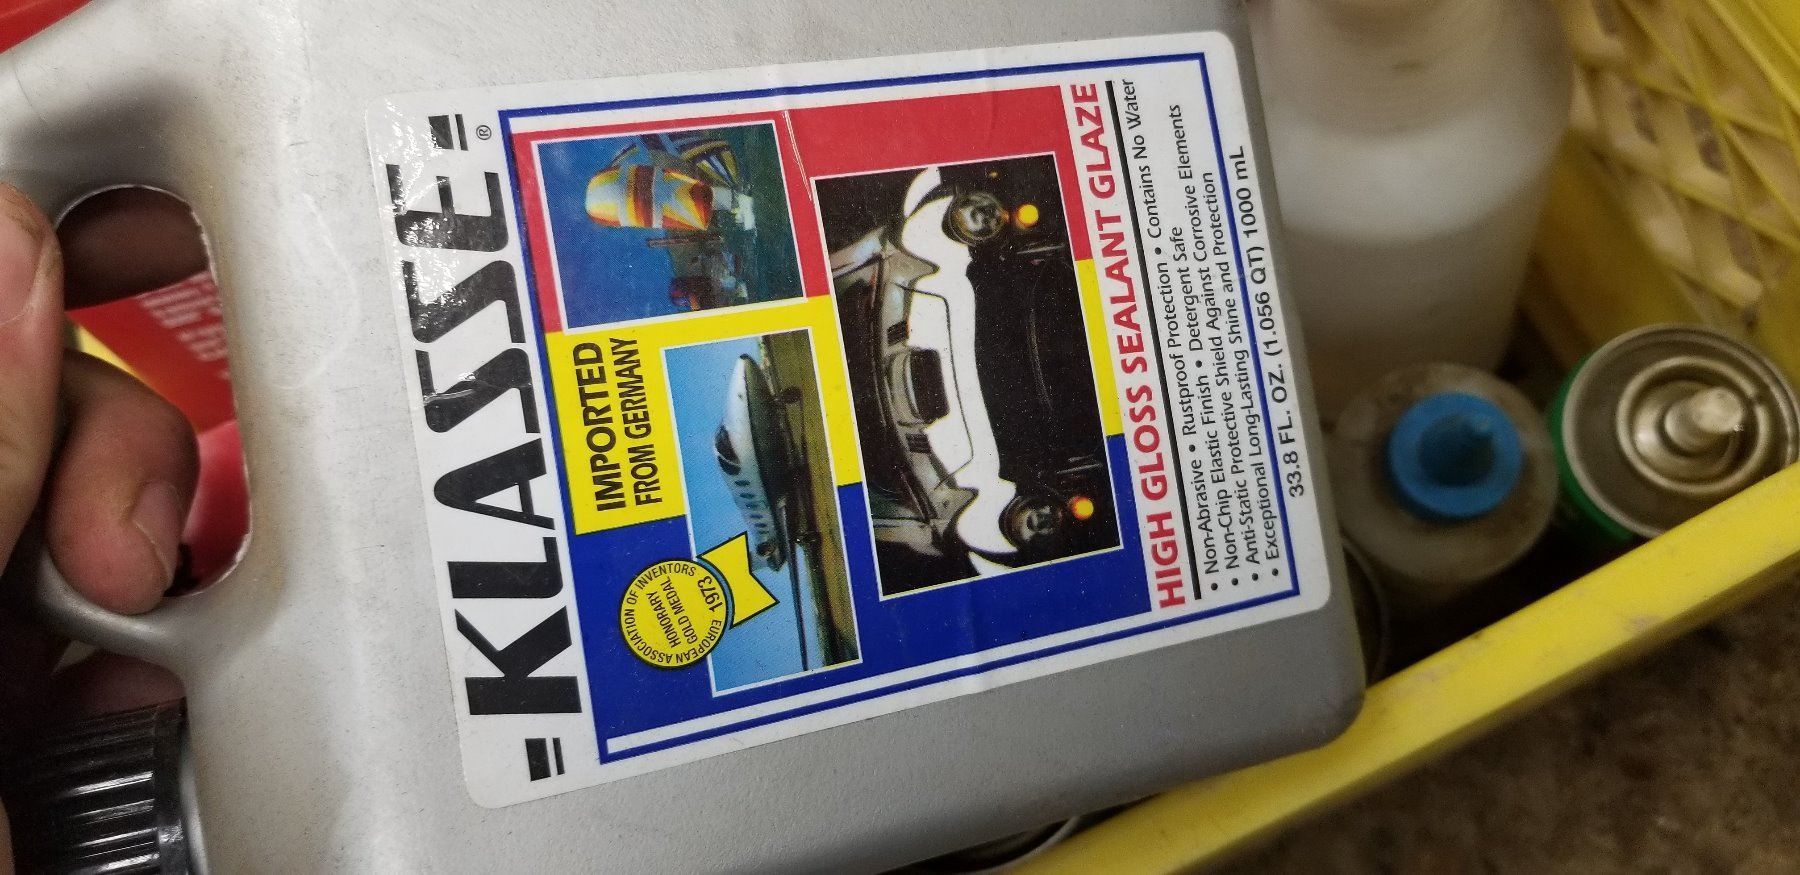 KLASSE®
IMPORTED
FROM GERMANY
EUROPEAN ASSOCIATION OF INVENTORS
HONORARY
GOLD MEDAL
1973
HIGH GLOSS SEALANT GLAZE
• Non-Abrasive • Rustproof Protection • Contains No Water
• Non-Chip Elastic Finish • Detergent Safe
• Anti-Static Protective Shield Against Corrosive Elements
• Exceptional Long-Lasting Shine and Protection
33.8 FL. OZ. (1.056 QT) 1000 mL